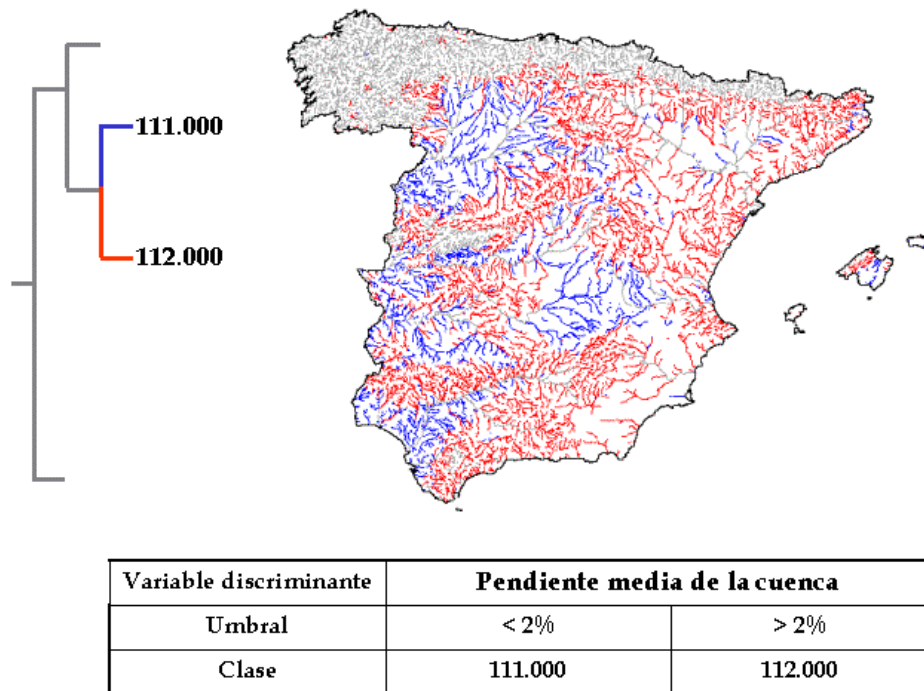 111.000
112.000
Variable discriminante Pendiente media de la cuenca
Umbral < 2% > 2%
Clase 111.000 112.000